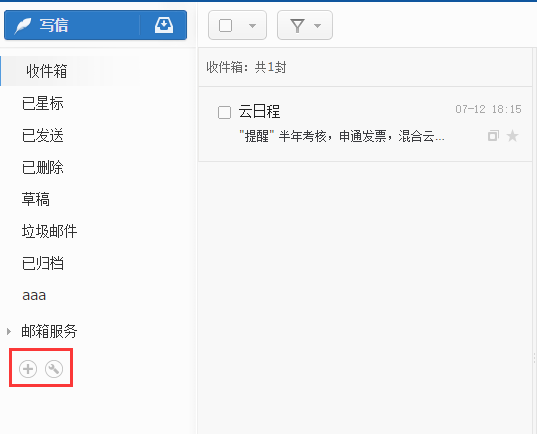 写信
收件箱
已星标
已发送
已删除
草稿
垃圾邮件
已归档
aaa
邮箱服务
收件箱：共1封
云日程 07-12 18:15
"提醒" 半年考核，申通发票，混合云...